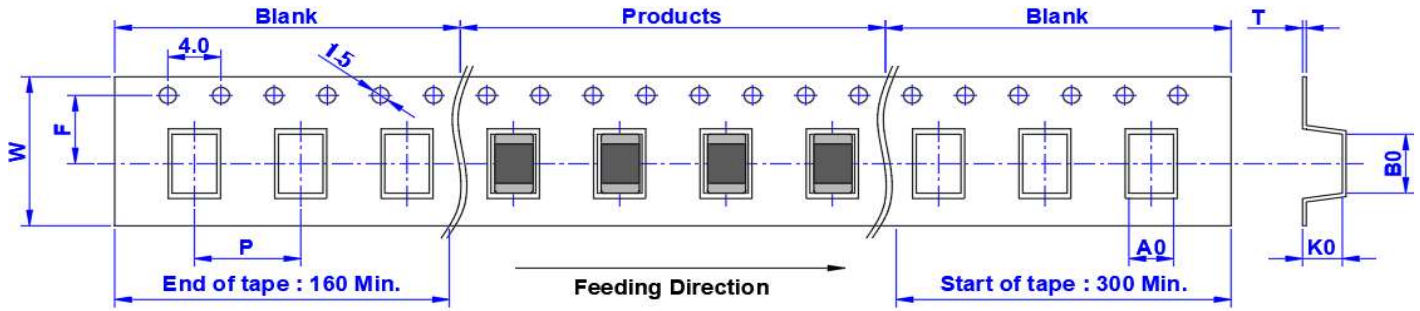 Blank Products Blank T
4.0 1.5
F
W
B0
P A0 K0
End of tape : 160 Min. Feeding Direction Start of tape : 300 Min.